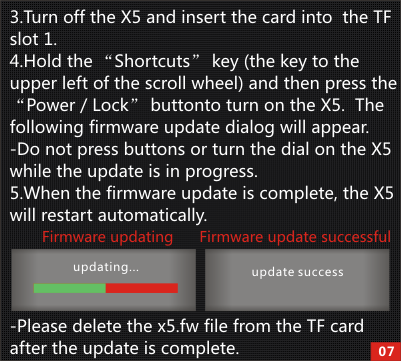 3.Turn off the X5 and insert the card into  the TF
slot 1.
4.Hold the “Shortcuts” key (the key to the
upper left of the scroll wheel) and then press the
“Power / Lock” buttonto turn on the X5.  The
following firmware update dialog will appear.
-Do not press buttons or turn the dial on the X5
while the update is in progress.
5.When the firmware update is complete, the X5
will restart automatically.
Firmware updating
Firmware update successful
updating...
update success
-Please delete the x5.fw file from the TF card
after the update is complete.
07